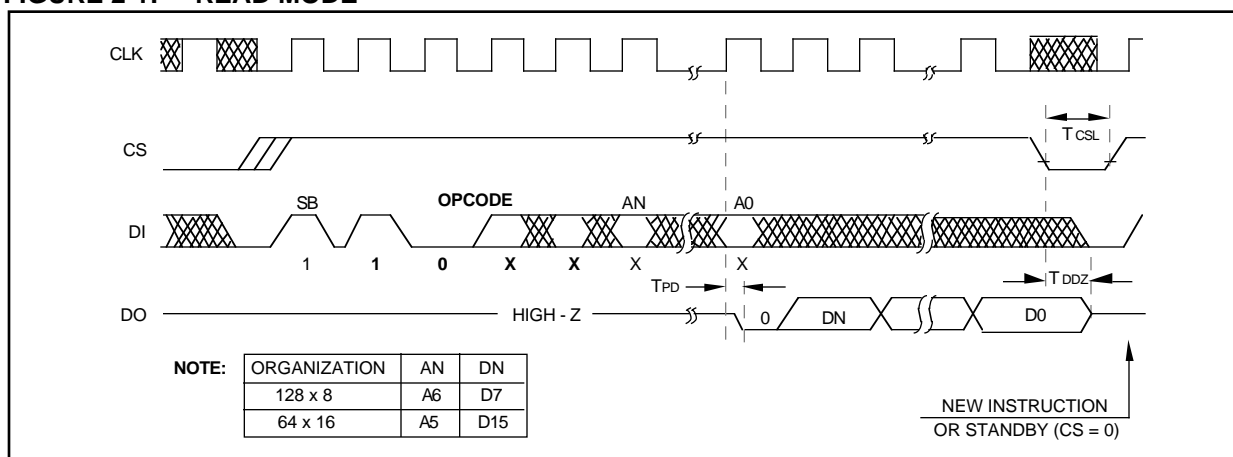 FIGURE 2-1: READ MODE
CLK
T CSL
CS
SB OPCODE AN A0
DI
1 1 0 X X X X
TPD T DDZ
DO HIGH - Z 0 DN D0
NOTE: ORGANIZATION AN DN
128 x 8 A6 D7
64 x 16 A5 D15
NEW INSTRUCTION
OR STANDBY (CS = 0)